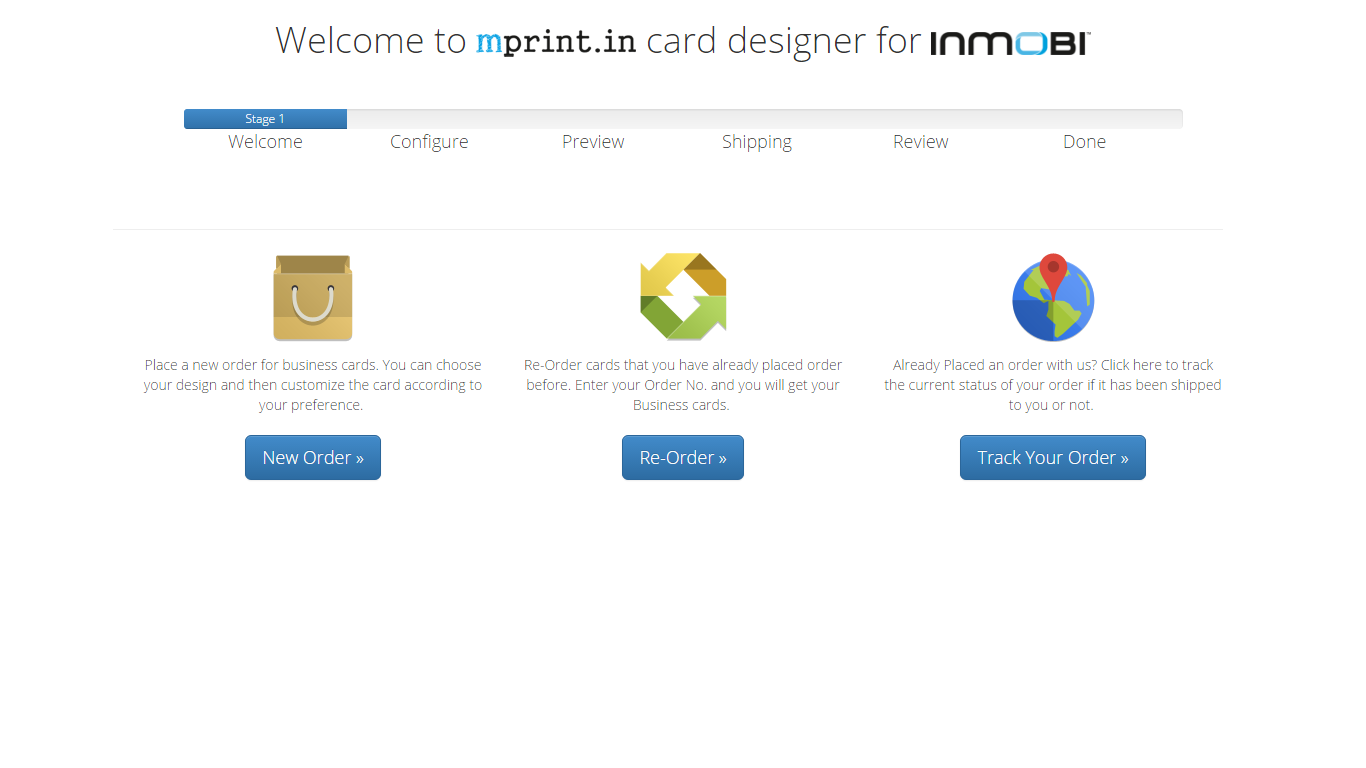 Welcome to mprint.in card designer for INMOBI™
Stage 1
Welcome Configure Preview Shipping Review Done
Place a new order for business cards. You can choose
your design and then customize the card according to
your preference.
New Order »
Re-Order cards that you have already placed order
before. Enter your Order No. and you will get your
Business cards.
Re-Order »
Already Placed an order with us? Click here to track
the current status of your order if it has been shipped
to you or not.
Track Your Order »